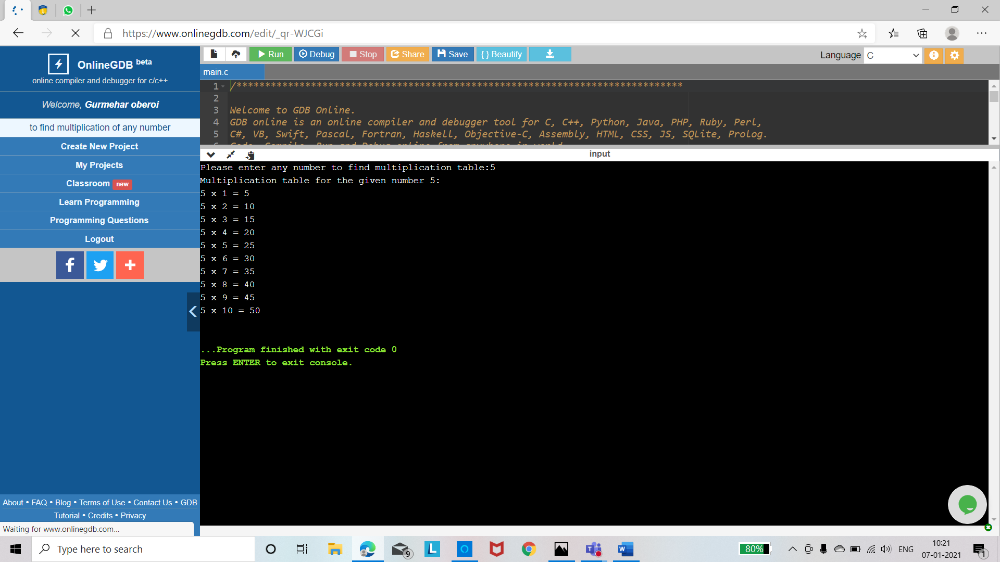 https://www.onlinegdb.com/edit/_qr-WJCGi
OnlineGDB beta
online compiler and debugger for c/c++
Welcome, Gurmehar oberoi
to find multiplication of any number
Create New Project
My Projects
Classroom new
Learn Programming
Programming Questions
Logout
About • FAQ • Blog • Terms of Use • Contact Us • GDB
Tutorial • Credits • Privacy
Waiting for www.onlinegdb.com...
Run Debug Stop Share Save { } Beautify
Language C
main.c
1 /******************************************************************************
2
3 Welcome to GDB Online.
4 GDB online is an online compiler and debugger tool for C, C++, Python, Java, PHP, Ruby, Perl,
5 C#, VB, Swift, Pascal, Fortran, Haskell, Objective-C, Assembly, HTML, CSS, JS, SQLite, Prolog.
input
Please enter any number to find multiplication table:5
Multiplication table for the given number 5:
5 x 1 = 5
5 x 2 = 10
5 x 3 = 15
5 x 4 = 20
5 x 5 = 25
5 x 6 = 30
5 x 7 = 35
5 x 8 = 40
5 x 9 = 45
5 x 10 = 50
...Program finished with exit code 0
Press ENTER to exit console.
Type here to search
9
L
T
W
80%
ENG
10:21
07-01-2021
1